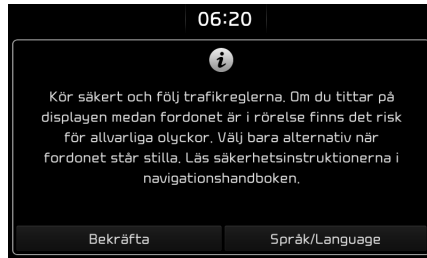 06:20
i
Kör säkert och följ trafikreglerna. Om du tittar på
displayen medan fordonet är i rörelse finns det risk
för allvarliga olyckor. Välj bara alternativ när
fordonet står stilla. Läs säkerhetsinstruktionerna i
navigationshandboken.
Bekräfta
Språk/Language